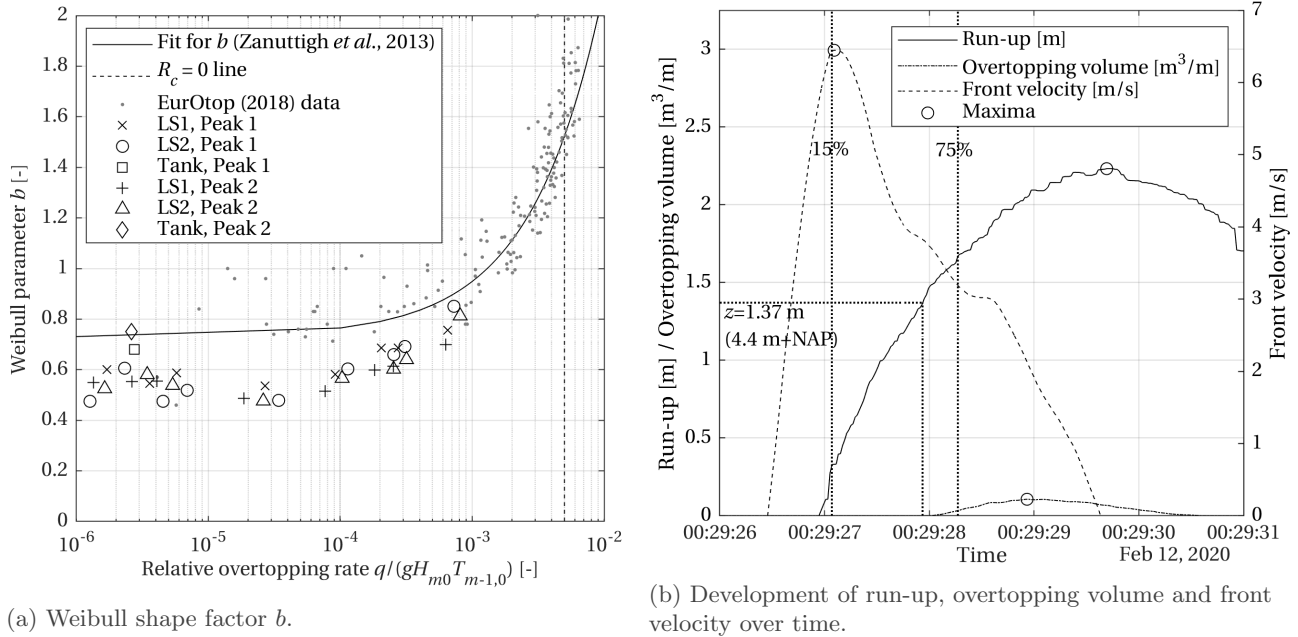 2
1.8
1.6
1.4
1.2
1
0.8
0.6
0.4
0.2
0
Weibull parameter b [-]
Fit for b (Zanuttigh et al., 2013)
R_c = 0 line
EurOtop (2018) data
LS1, Peak 1
LS2, Peak 1
Tank, Peak 1
LS1, Peak 2
LS2, Peak 2
Tank, Peak 2
10^-6 10^-5 10^-4 10^-3 10^-2
Relative overtopping rate q/(gH_m0 T_m-1,0) [-]
(a) Weibull shape factor b.
3
2.5
2
1.5
1
0.5
0
Run-up [m] / Overtopping volume [m^3/m]
Run-up [m]
Overtopping volume [m^3/m]
Front velocity [m/s]
Maxima
15% 75%
z=1.37 m
(4.4 m+NAP)
7
6
5
4
3
2
1
0
Front velocity [m/s]
00:29:26 00:29:27 00:29:28 00:29:29 00:29:30 00:29:31
Time Feb 12, 2020
(b) Development of run-up, overtopping volume and front
velocity over time.